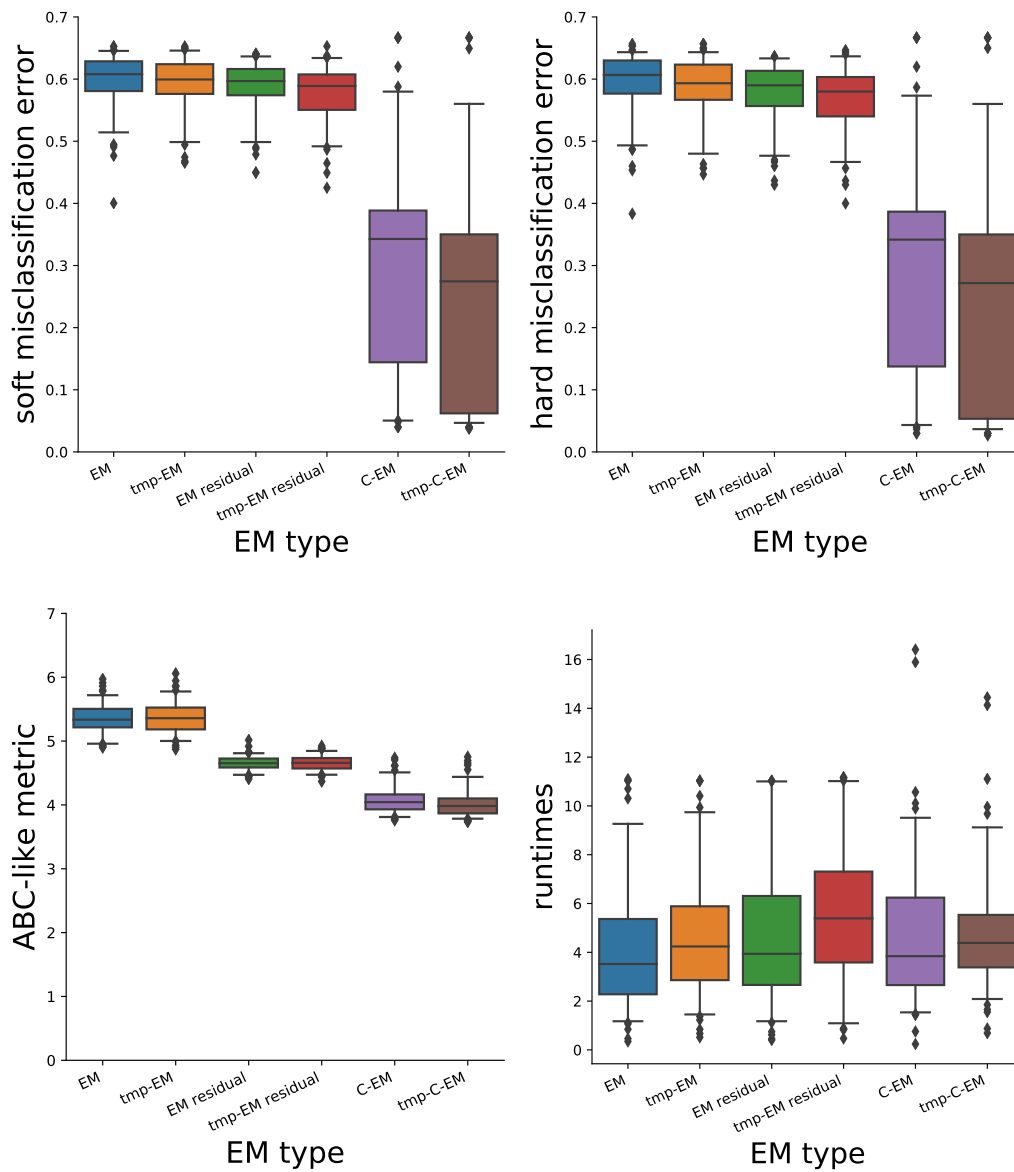 soft misclassification error
0.7
0.6
0.5
0.4
0.3
0.2
0.1
0.0
EM
tmp-EM
EM residual
tmp-EM residual
C-EM
tmp-C-EM
EM type
hard misclassification error
0.7
0.6
0.5
0.4
0.3
0.2
0.1
0.0
EM
tmp-EM
EM residual
tmp-EM residual
C-EM
tmp-C-EM
EM type
ABC-like metric
7
6
5
4
3
2
1
0
EM
tmp-EM
EM residual
tmp-EM residual
C-EM
tmp-C-EM
EM type
runtimes
16
14
12
10
8
6
4
2
0
EM
tmp-EM
EM residual
tmp-EM residual
C-EM
tmp-C-EM
EM type